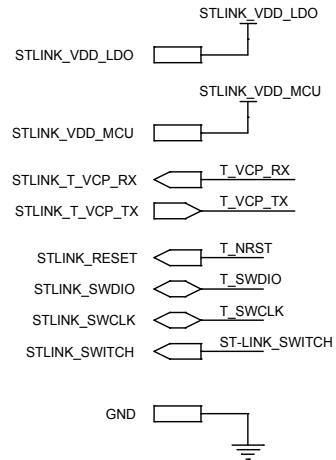 STLINK_VDD_LDO
STLINK_VDD_LDO
STLINK_VDD_MCU
STLINK_VDD_MCU
STLINK_T_VCP_RX T_VCP_RX
STLINK_T_VCP_TX T_VCP_TX
STLINK_RESET T_NRST
STLINK_SWDIO T_SWDIO
STLINK_SWCLK T_SWCLK
STLINK_SWITCH ST-LINK_SWITCH
GND